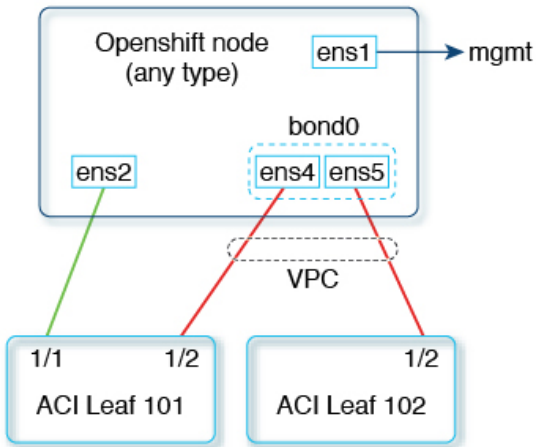 Openshift node
(any type)
ens1
mgmt
bond0
ens2
ens4
ens5
VPC
1/1
1/2
ACI Leaf 101
1/2
ACI Leaf 102